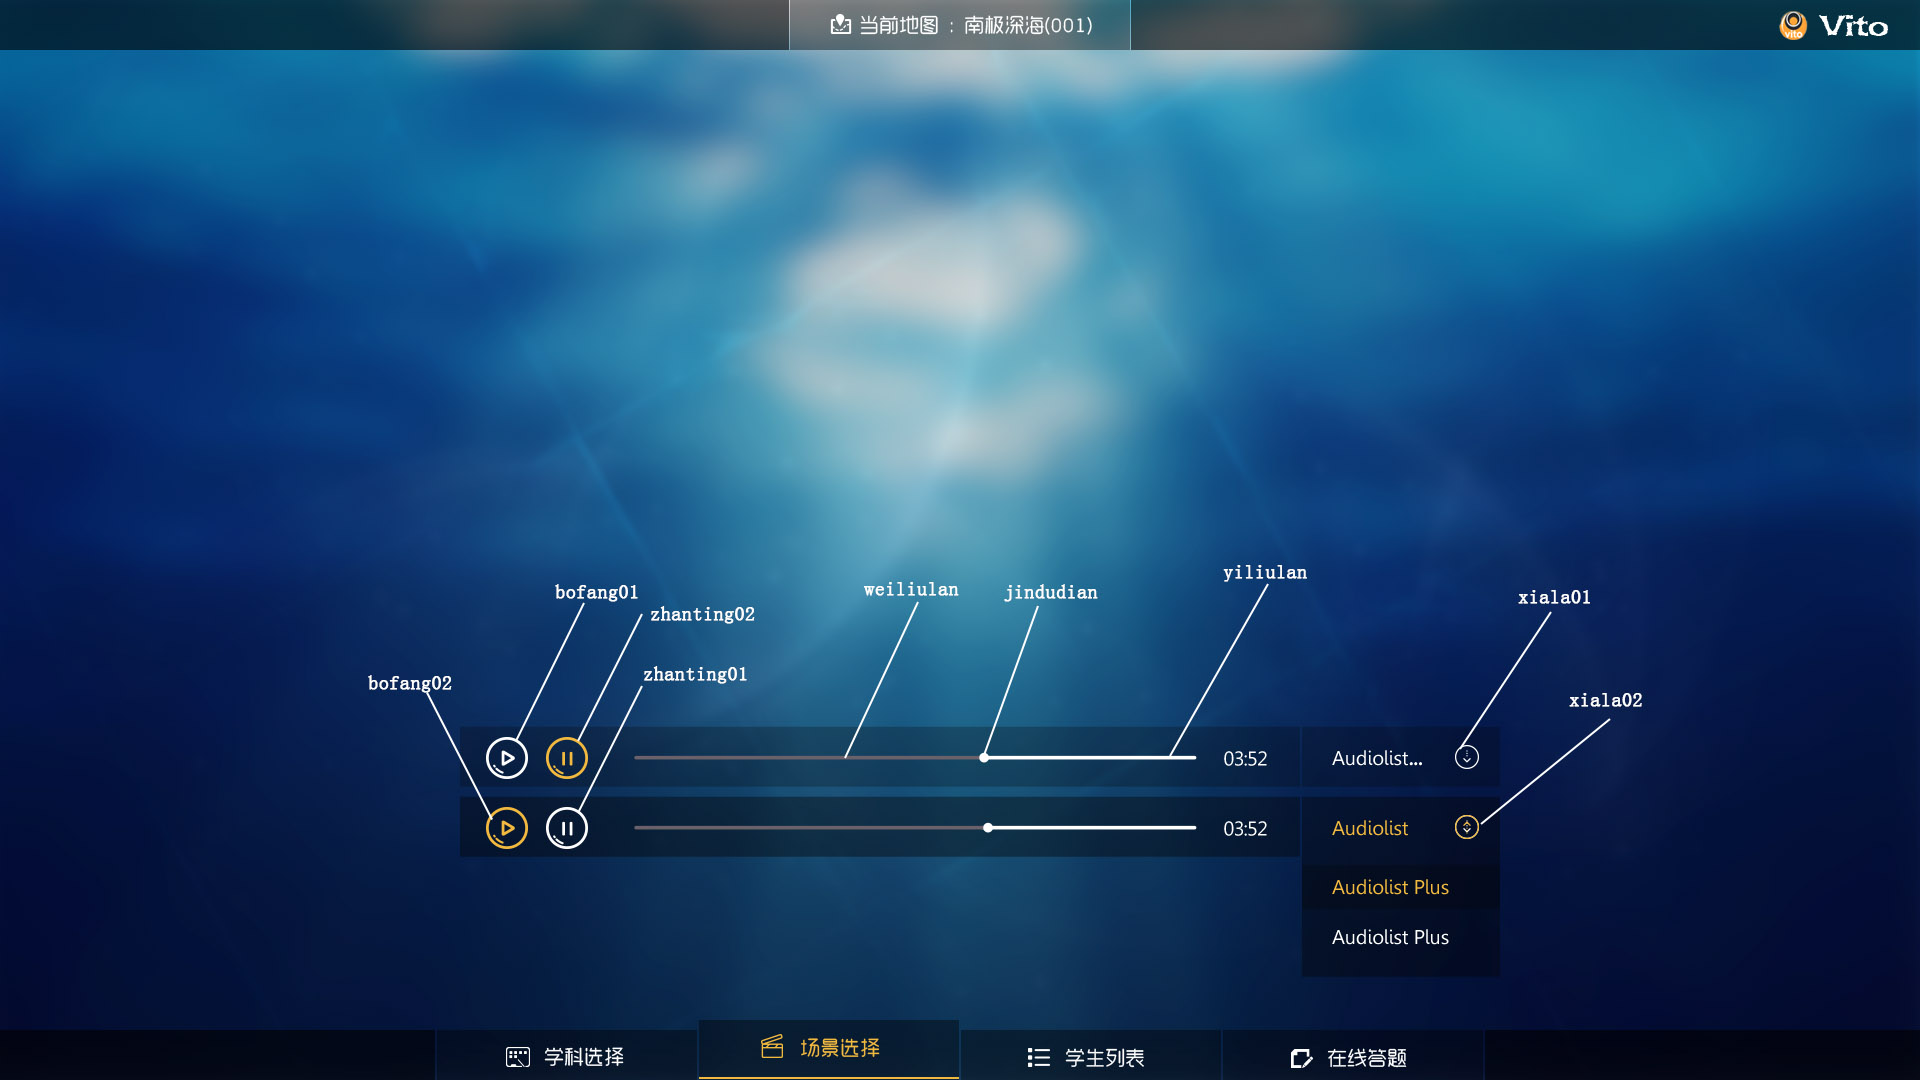 当前地图 : 南极深海(001)
vito
Vito
yiliulan
weiliulan
jindudian
bofang01
xiala01
zhanting02
zhanting01
bofang02
xiala02
03:52
Audiolist...
03:52
Audiolist
Audiolist Plus
Audiolist Plus
学科选择
场景选择
学生列表
在线答题